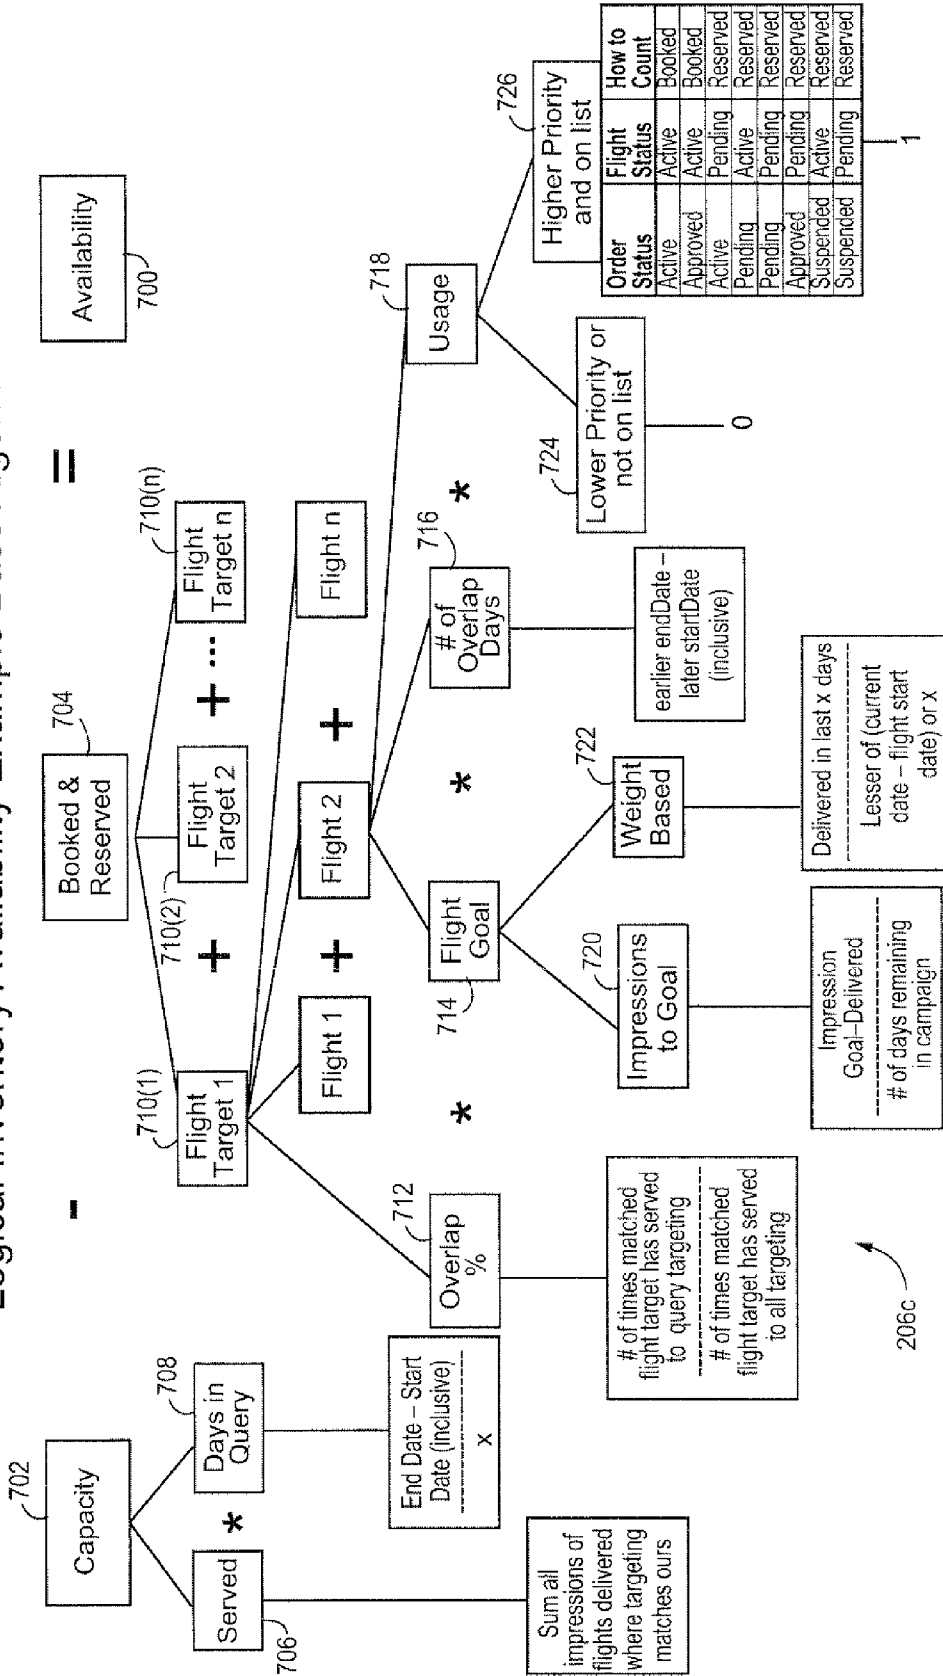 Logical Inventory Availability Example
702
Capacity
-
704
Booked &
Reserved
=
Availability
700
Served
706
*
708
Days in
Query
710(1)
Flight
Target 1
+
710(2)
Flight
Target 2
+ ...
710(n)
Flight
Target n
Flight 1
+
Flight 2
+
Flight n
End Date – Start
Date (inclusive)
x
712
Overlap
%
*
714
Flight
Goal
*
716
# of
Overlap
Days
*
718
Usage
Sum all
impressions of
flights delivered
where targeting
matches ours
# of times matched
flight target has served
to query targeting
# of times matched
flight target has served
to all targeting
720
Impressions
to Goal
722
Weight
Based
earlier endDate –
later startDate
(inclusive)
724
Lower Priority or
not on list
0
726
Higher Priority
and on list
Order Status Flight Status How to Count
Active Active Booked
Approved Active Booked
Active Pending Reserved
Pending Active Reserved
Pending Pending Reserved
Approved Pending Reserved
Suspended Active Reserved
Suspended Pending Reserved
1
Impression
Goal–Delivered
# of days remaining
in campaign
Delivered in last x days
Lesser of (current
date – flight start
date) or x
206c